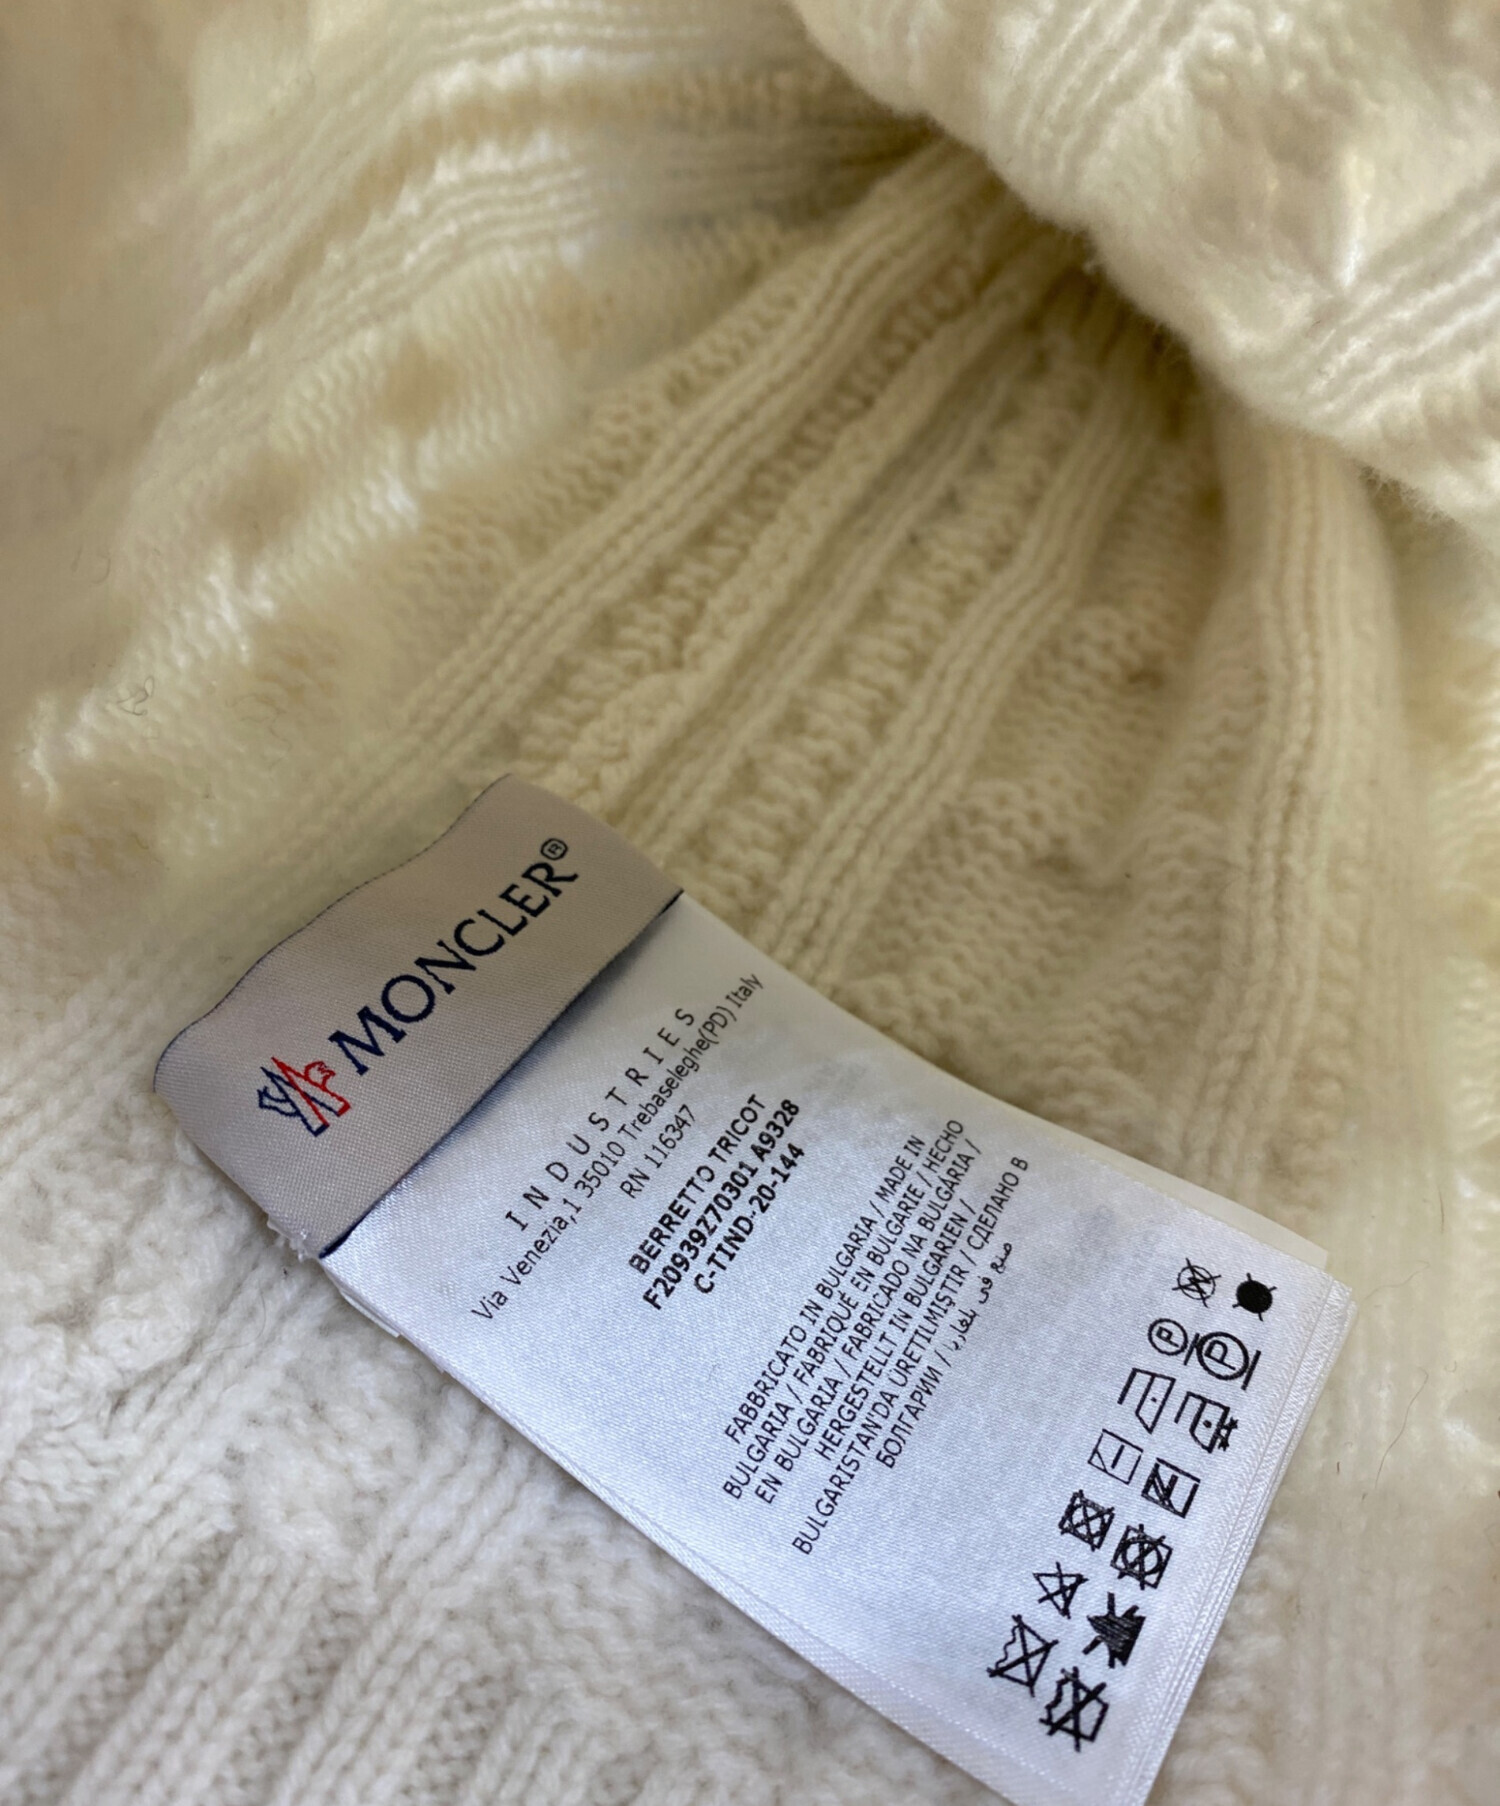 MONCLER®
INDUSTRIES
Via Venezia,1 35010 Trebaseleghe(PD) Italy
RN 116347
BERRETTO TRICOT
F20939Z70301 A9328
C-TIND-20-144
FABBRICATO IN BULGARIA / MADE IN
BULGARIA / FABRIQUÉ EN BULGARIE / HECHO
EN BULGARIA / FABRICADO NA BULGÁRIA /
HERGESTELLT IN BULGARIEN /
BULGARISTAN'DA ÜRETILMIŞTIR / СДЕЛАНО В
БОЛГАРИИ / صنع في بلغاريا
W
P
P